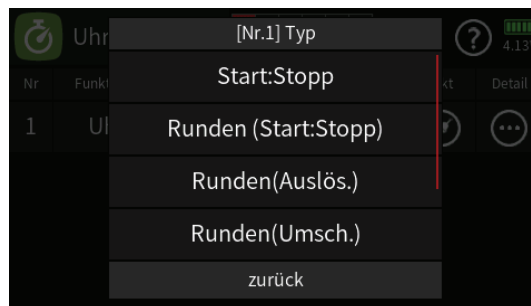 Uhr
[Nr.1] Typ
4.13
Nr
Detail
1
Start:Stopp
Runden (Start:Stopp)
Runden(Auslös.)
Runden(Umsch.)
zurück